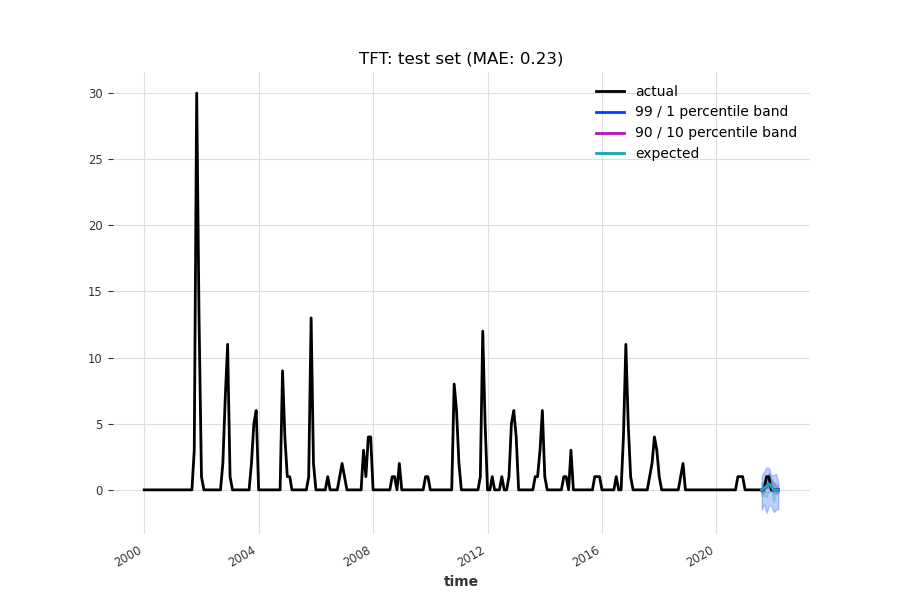 TFT: test set (MAE: 0.23)
actual
99 / 1 percentile band
90 / 10 percentile band
expected
30
25
20
15
10
5
0
2000
2004
2008
2012
2016
2020
time